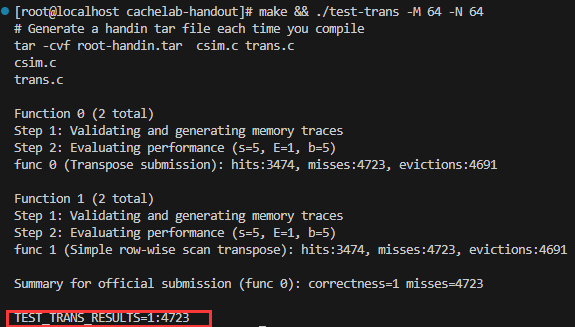 [root@localhost cachelab-handout]# make && ./test-trans -M 64 -N 64
# Generate a handin tar file each time you compile
tar -cvf root-handin.tar  csim.c trans.c
csim.c
trans.c

Function 0 (2 total)
Step 1: Validating and generating memory traces
Step 2: Evaluating performance (s=5, E=1, b=5)
func 0 (Transpose submission): hits:3474, misses:4723, evictions:4691

Function 1 (2 total)
Step 1: Validating and generating memory traces
Step 2: Evaluating performance (s=5, E=1, b=5)
func 1 (Simple row-wise scan transpose): hits:3474, misses:4723, evictions:4691

Summary for official submission (func 0): correctness=1 misses=4723

TEST_TRANS_RESULTS=1:4723